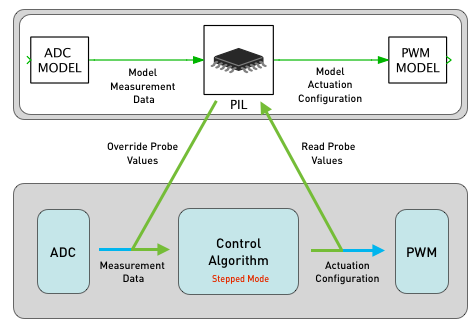 ADC
MODEL
Model
Measurement
Data
PIL
Model
Actuation
Configuration
PWM
MODEL
Override Probe
Values
Read Probe
Values
ADC
Measurement
Data
Control
Algorithm
Stepped Mode
Actuation
Configuration
PWM